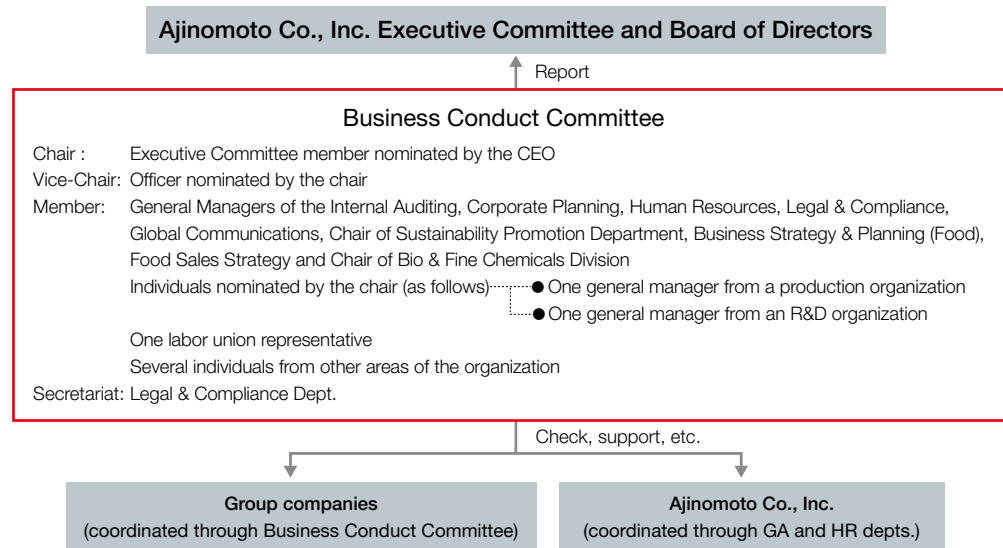 Ajinomoto Co., Inc. Executive Committee and Board of Directors
Report
Business Conduct Committee
Chair : Executive Committee member nominated by the CEO
Vice-Chair: Officer nominated by the chair
Member: General Managers of the Internal Auditing, Corporate Planning, Human Resources, Legal & Compliance,
Global Communications, Chair of Sustainability Promotion Department, Business Strategy & Planning (Food),
Food Sales Strategy and Chair of Bio & Fine Chemicals Division
Individuals nominated by the chair (as follows) ● One general manager from a production organization
● One general manager from an R&D organization
One labor union representative
Several individuals from other areas of the organization
Secretariat: Legal & Compliance Dept.
Check, support, etc.
Group companies
(coordinated through Business Conduct Committee)
Ajinomoto Co., Inc.
(coordinated through GA and HR depts.)